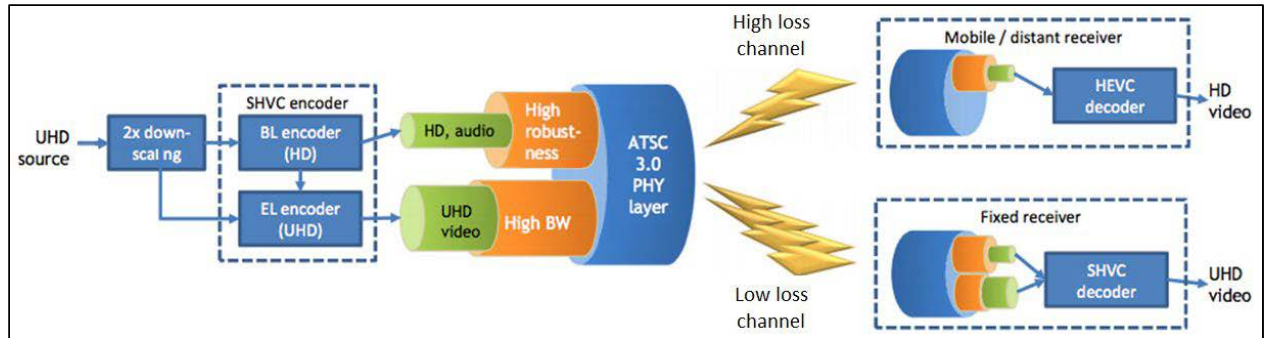 UHD
source
2x down-
scaling
SHVC encoder
BL encoder
(HD)
EL encoder
(UHD)
HD, audio
High
robust-
ness
UHD
video
High BW
ATSC
3.0
PHY
layer
High loss
channel
Low loss
channel
Mobile / distant receiver
HEVC
decoder
HD
video
Fixed receiver
SHVC
decoder
UHD
video